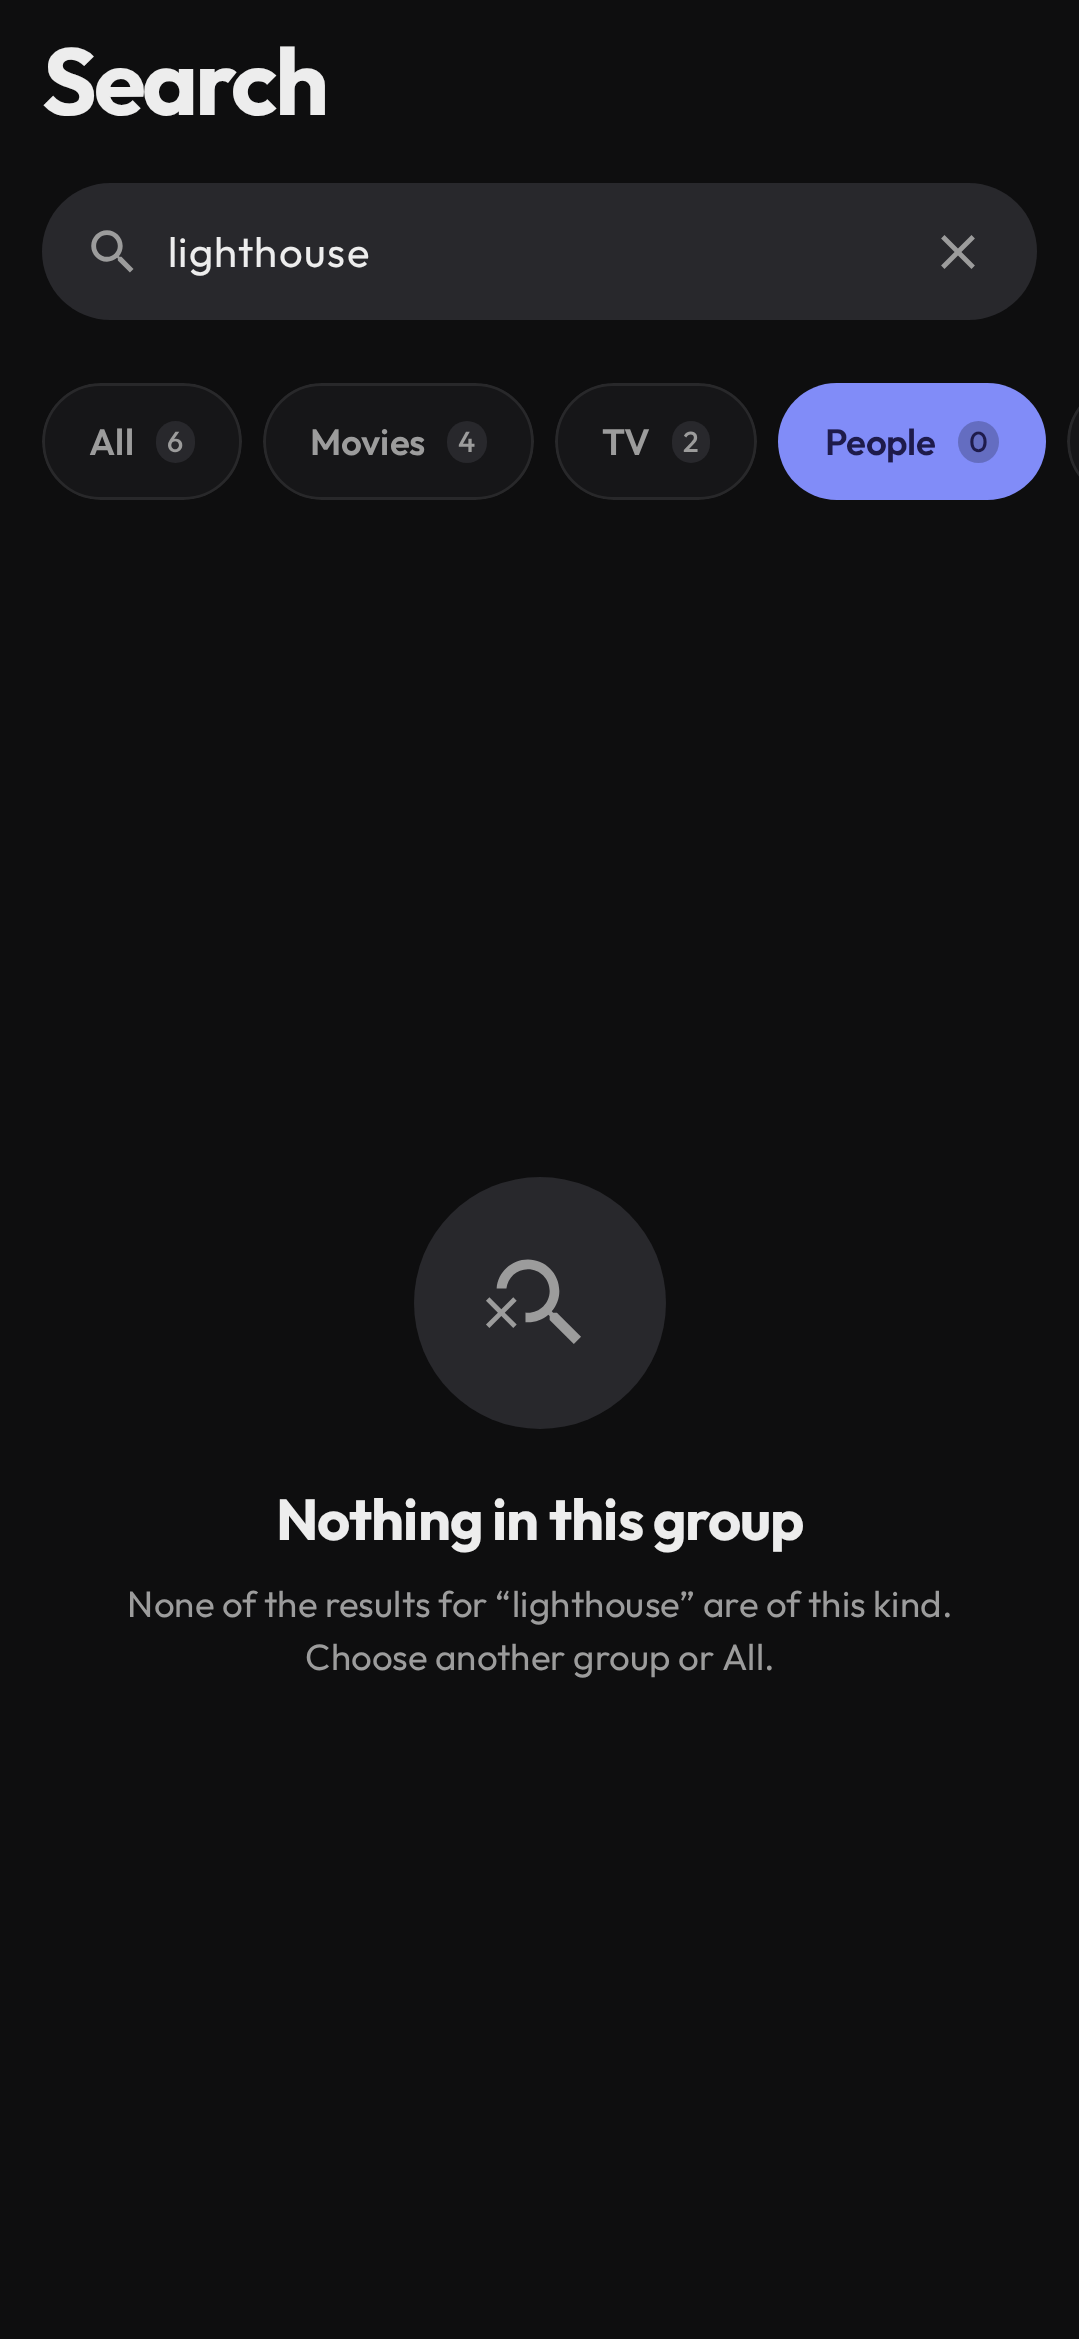 Search
lighthouse
All 6 Movies 4 TV 2 People 0
Nothing in this group
None of the results for “lighthouse” are of this kind.
Choose another group or All.